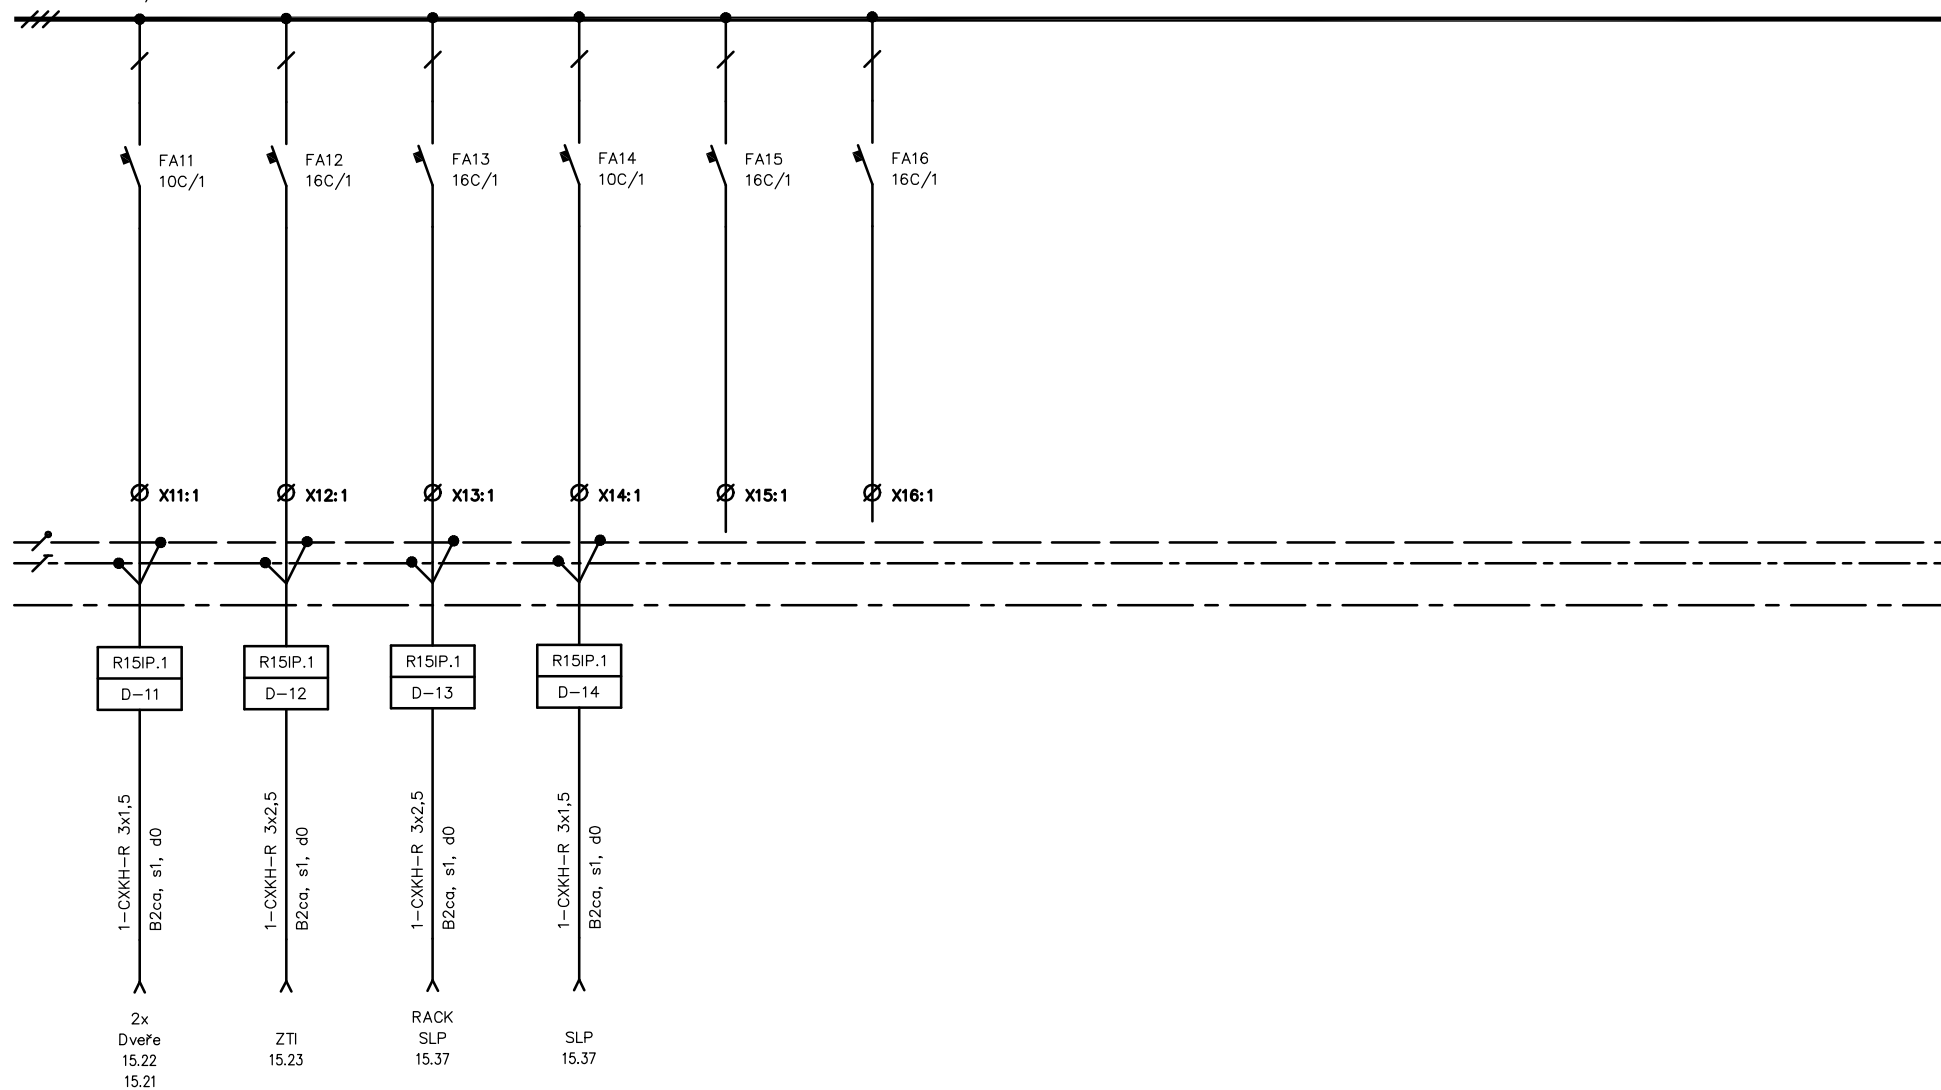 FA11
10C/1
FA12
16C/1
FA13
16C/1
FA14
10C/1
FA15
16C/1
FA16
16C/1
X11:1
X12:1
X13:1
X14:1
X15:1
X16:1
R15IP.1
D-11
R15IP.1
D-12
R15IP.1
D-13
R15IP.1
D-14
1-CXKH-R 3x1,5
B2ca, s1, d0
1-CXKH-R 3x2,5
B2ca, s1, d0
1-CXKH-R 3x2,5
B2ca, s1, d0
1-CXKH-R 3x1,5
B2ca, s1, d0
2x
Dveře
15.22
15.21
ZTI
15.23
RACK
SLP
15.37
SLP
15.37